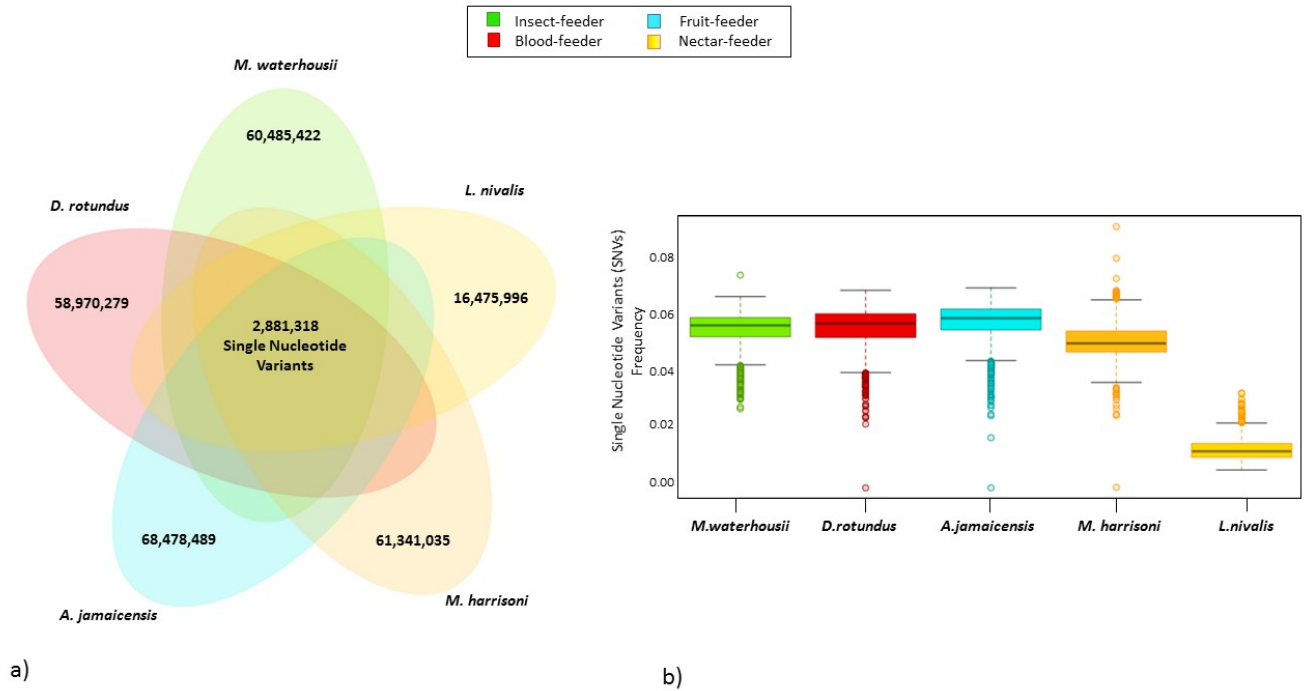 Insect-feeder Fruit-feeder
Blood-feeder Nectar-feeder
M. waterhousii
60,485,422
L. nivalis
D. rotundus
58,970,279
16,475,996
2,881,318
Single Nucleotide
Variants
68,478,489
61,341,035
A. jamaicensis
M. harrisoni
a)
Single Nucleotide Variants (SNVs)
Frequency
0.08
0.06
0.04
0.02
0.00
M.waterhousii D.rotundus A.jamaicensis M. harrisoni L.nivalis
b)